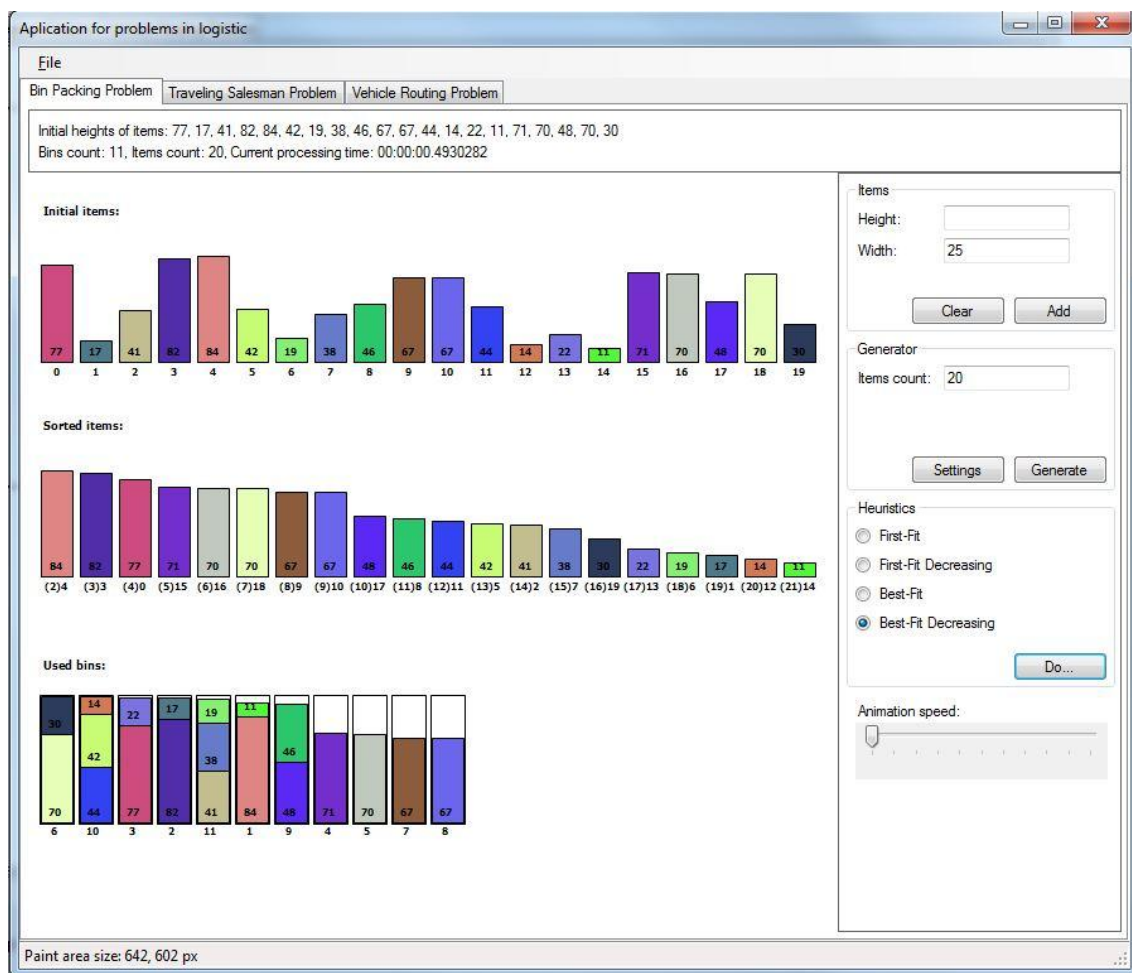 Aplication for problems in logistic
File
Bin Packing Problem Traveling Salesman Problem Vehicle Routing Problem
Initial heights of items: 77, 17, 41, 82, 84, 42, 19, 38, 46, 67, 67, 44, 14, 22, 11, 71, 70, 48, 70, 30
Bins count: 11, Items count: 20, Current processing time: 00:00:00.4930282
Initial items:
77 17 41 82 84 42 19 38 46 67 67 44 14 22 11 71 70 48 70 30
0 1 2 3 4 5 6 7 8 9 10 11 12 13 14 15 16 17 18 19
Sorted items:
84 82 77 71 70 70 67 67 48 46 44 42 41 38 30 22 19 17 14 11
(2)4 (3)3 (4)0 (5)15 (6)16 (7)18 (8)9 (9)10 (10)17 (11)8 (12)11 (13)5 (14)2 (15)7 (16)19 (17)13 (18)6 (19)1 (20)12 (21)14
Used bins:
30 14 22 17 19 11
42 38 46
70 44 77 82 41 84 48 71 70 67 67
6 10 3 2 11 1 9 4 5 7 8
Items
Height:
Width: 25
Clear Add
Generator
Items count: 20
Settings Generate
Heuristics
First-Fit
First-Fit Decreasing
Best-Fit
Best-Fit Decreasing
Do...
Animation speed:
Paint area size: 642, 602 px